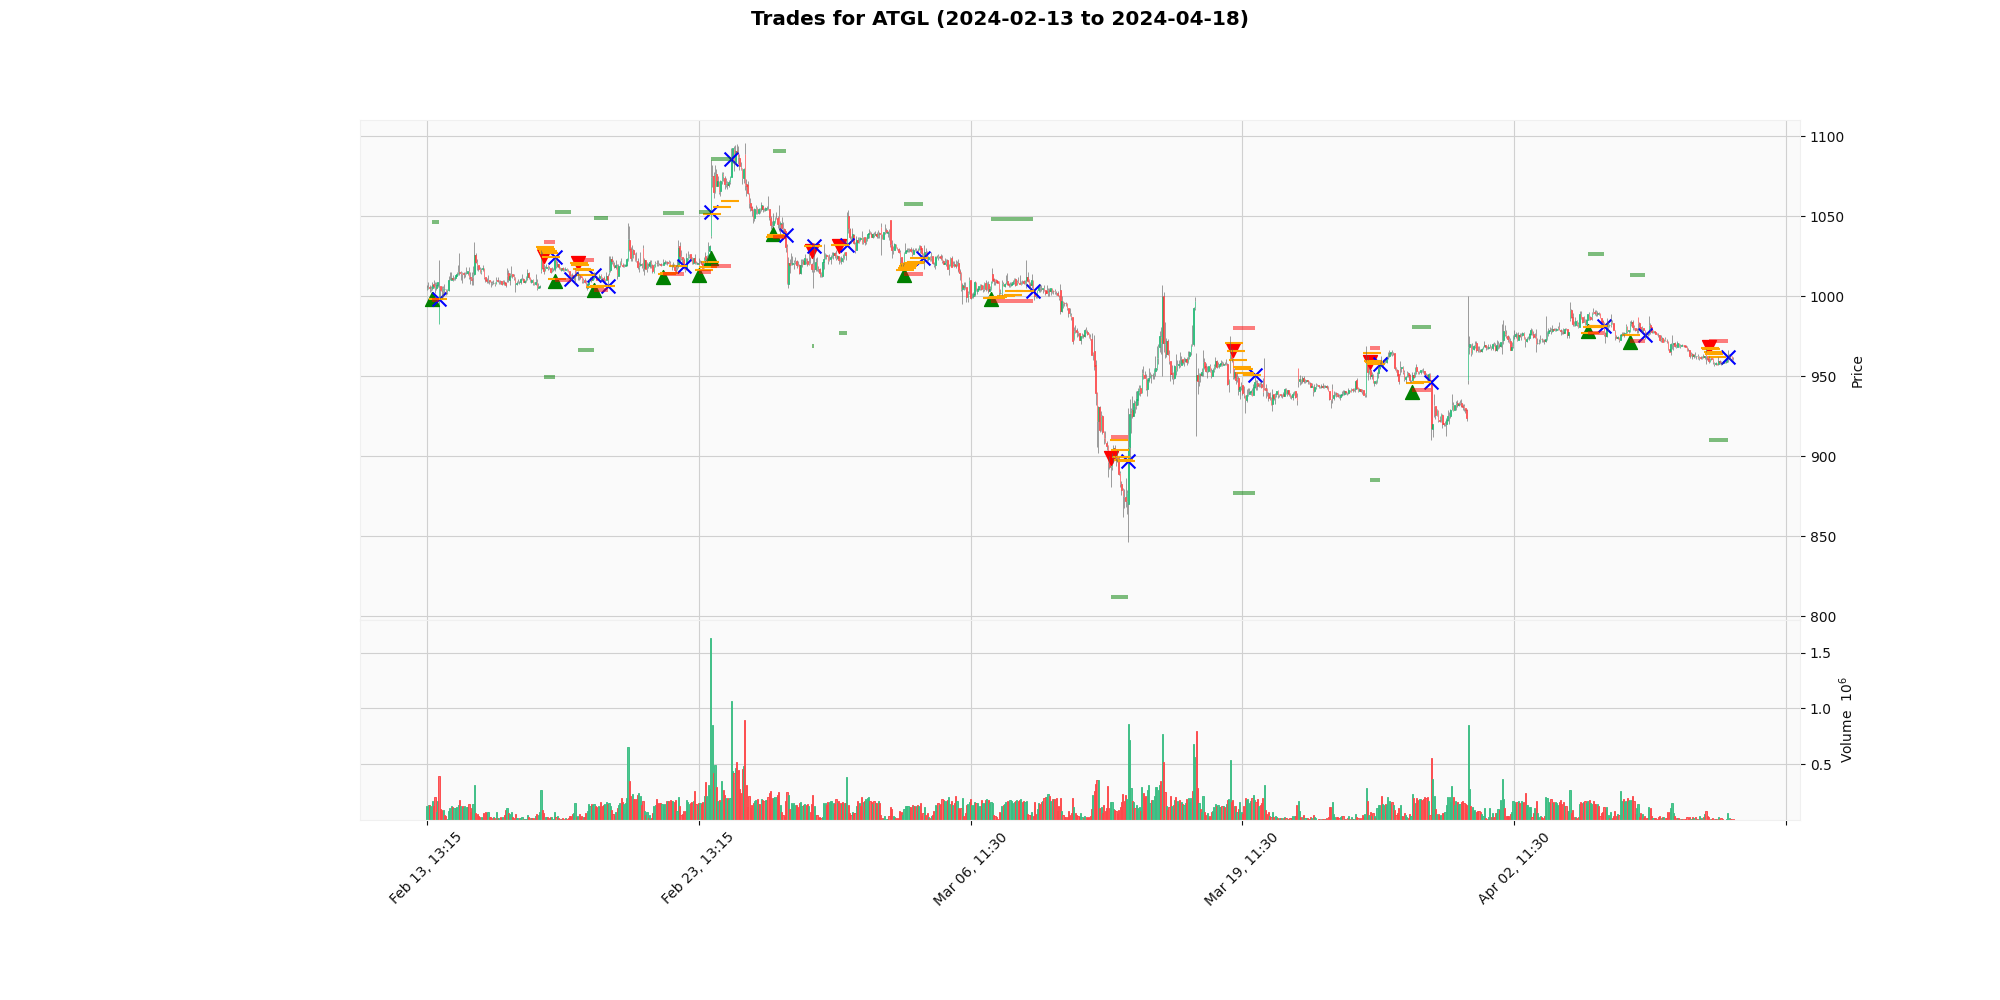 Trades for ATGL (2024-02-13 to 2024-04-18)
1100
1050
1000
950
900
850
800
Price
1.5
1.0
0.5
Volume 10⁶
Feb 13, 13:15
Feb 23, 13:15
Mar 06, 11:30
Mar 19, 11:30
Apr 02, 11:30